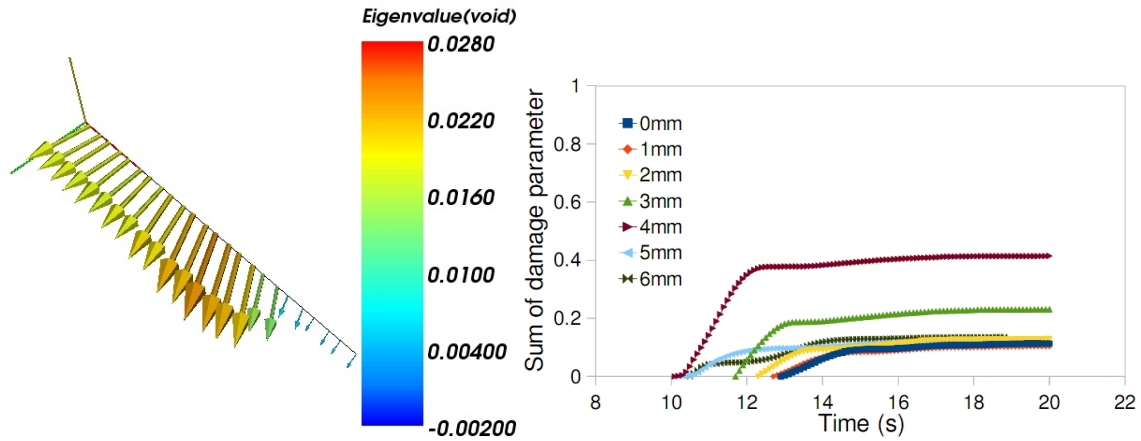 Eigenvalue(void)
0.0280
0.0220
0.0160
0.0100
0.00400
-0.00200
Sum of damage parameter
1
0.8
0.6
0.4
0.2
0
0mm
1mm
2mm
3mm
4mm
5mm
6mm
8 10 12 14 16 18 20 22
Time (s)